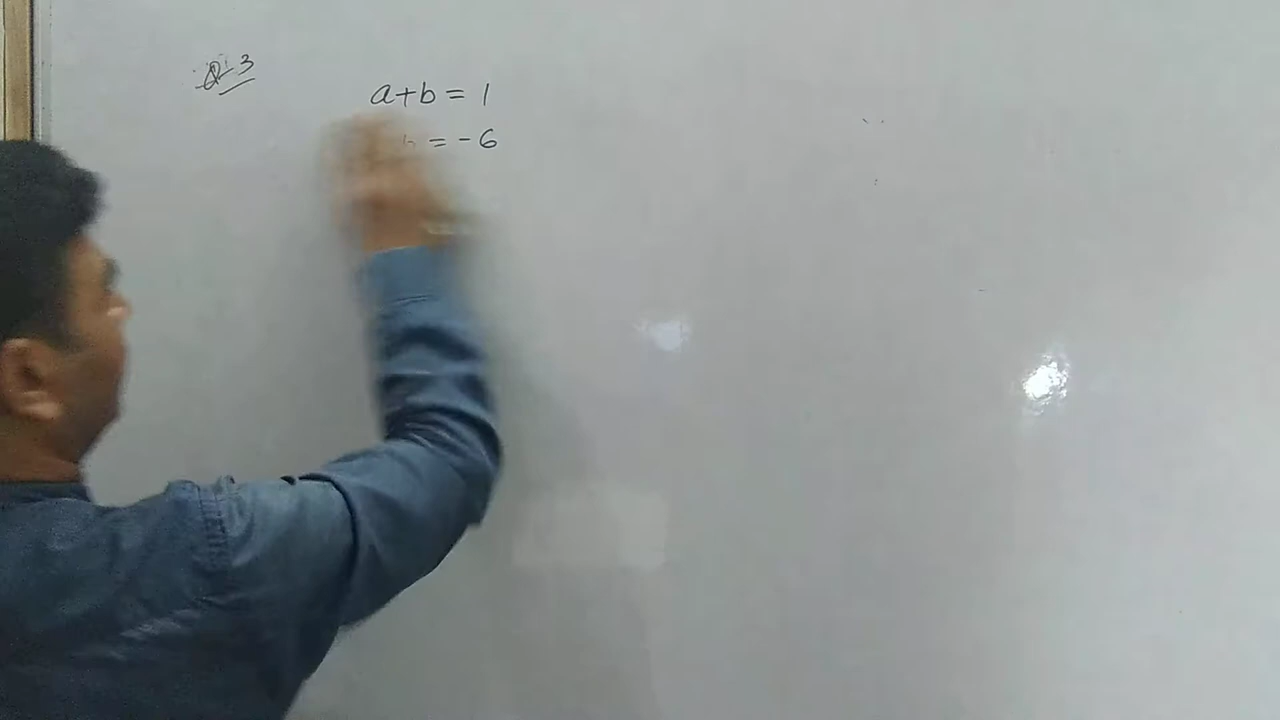 Q-3
a+b = 1
b = -6